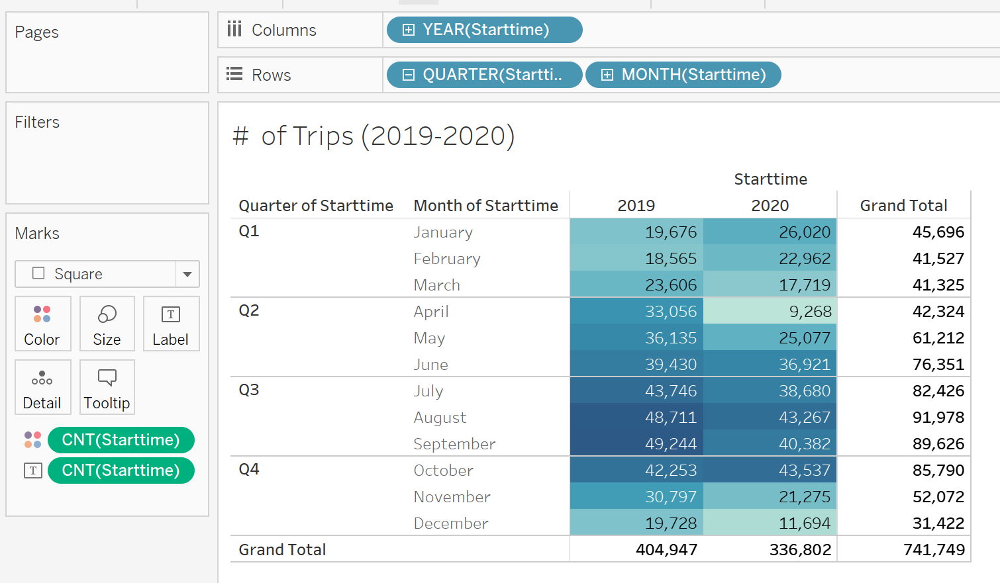 Pages
Columns YEAR(Starttime)
Rows QUARTER(Startti.. MONTH(Starttime)
Filters
Marks
Square
Color Size Label
Detail Tooltip
CNT(Starttime)
T CNT(Starttime)
# of Trips (2019-2020)
Starttime
Quarter of Starttime Month of Starttime 2019 2020 Grand Total
Q1 January 19,676 26,020 45,696
February 18,565 22,962 41,527
March 23,606 17,719 41,325
Q2 April 33,056 9,268 42,324
May 36,135 25,077 61,212
June 39,430 36,921 76,351
Q3 July 43,746 38,680 82,426
August 48,711 43,267 91,978
September 49,244 40,382 89,626
Q4 October 42,253 43,537 85,790
November 30,797 21,275 52,072
December 19,728 11,694 31,422
Grand Total 404,947 336,802 741,749